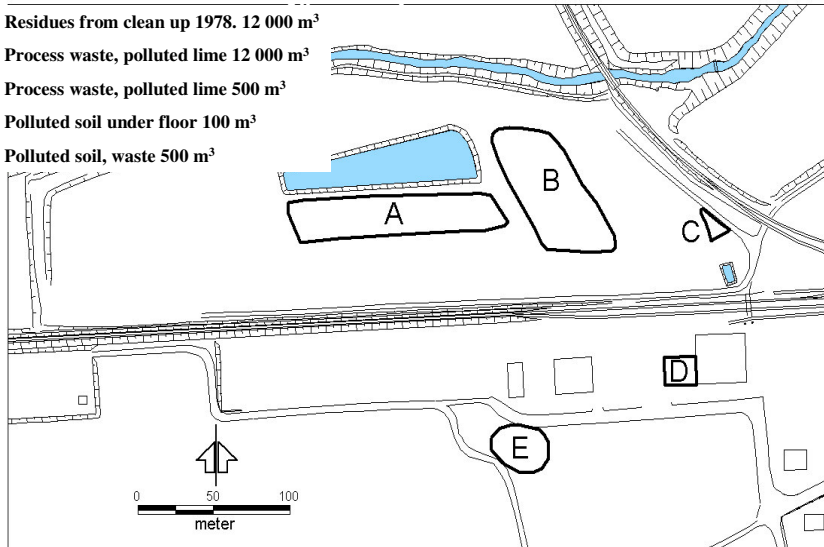 Residues from clean up 1978. 12 000 m³
Process waste, polluted lime 12 000 m³
Process waste, polluted lime 500 m³
Polluted soil under floor 100 m³
Polluted soil, waste 500 m³
A
B
C
D
E
0 50 100
meter